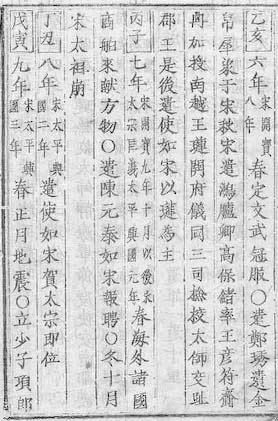 乙亥六年宋開寶八年春定文武冠服○遣鄭琇遺金
帛犀象于宋秋宋遣鴻臚卿高保緒率王彥符齎
冊加授南越王璉開府儀同三司檢校太師交趾
郡王是後遣使如宋以璉為主
丙子七年宋開寶九年十月以後宋太宗匡義太平興國元年春海外諸國
商舶來献方物○遣陳元泰如宋報聘○冬十月
宋太祖崩
丁丑八年宋太平興國二年遣使如宋賀太宗即位
戊寅九年宋太平興國三年春正月地震○立少子項郎